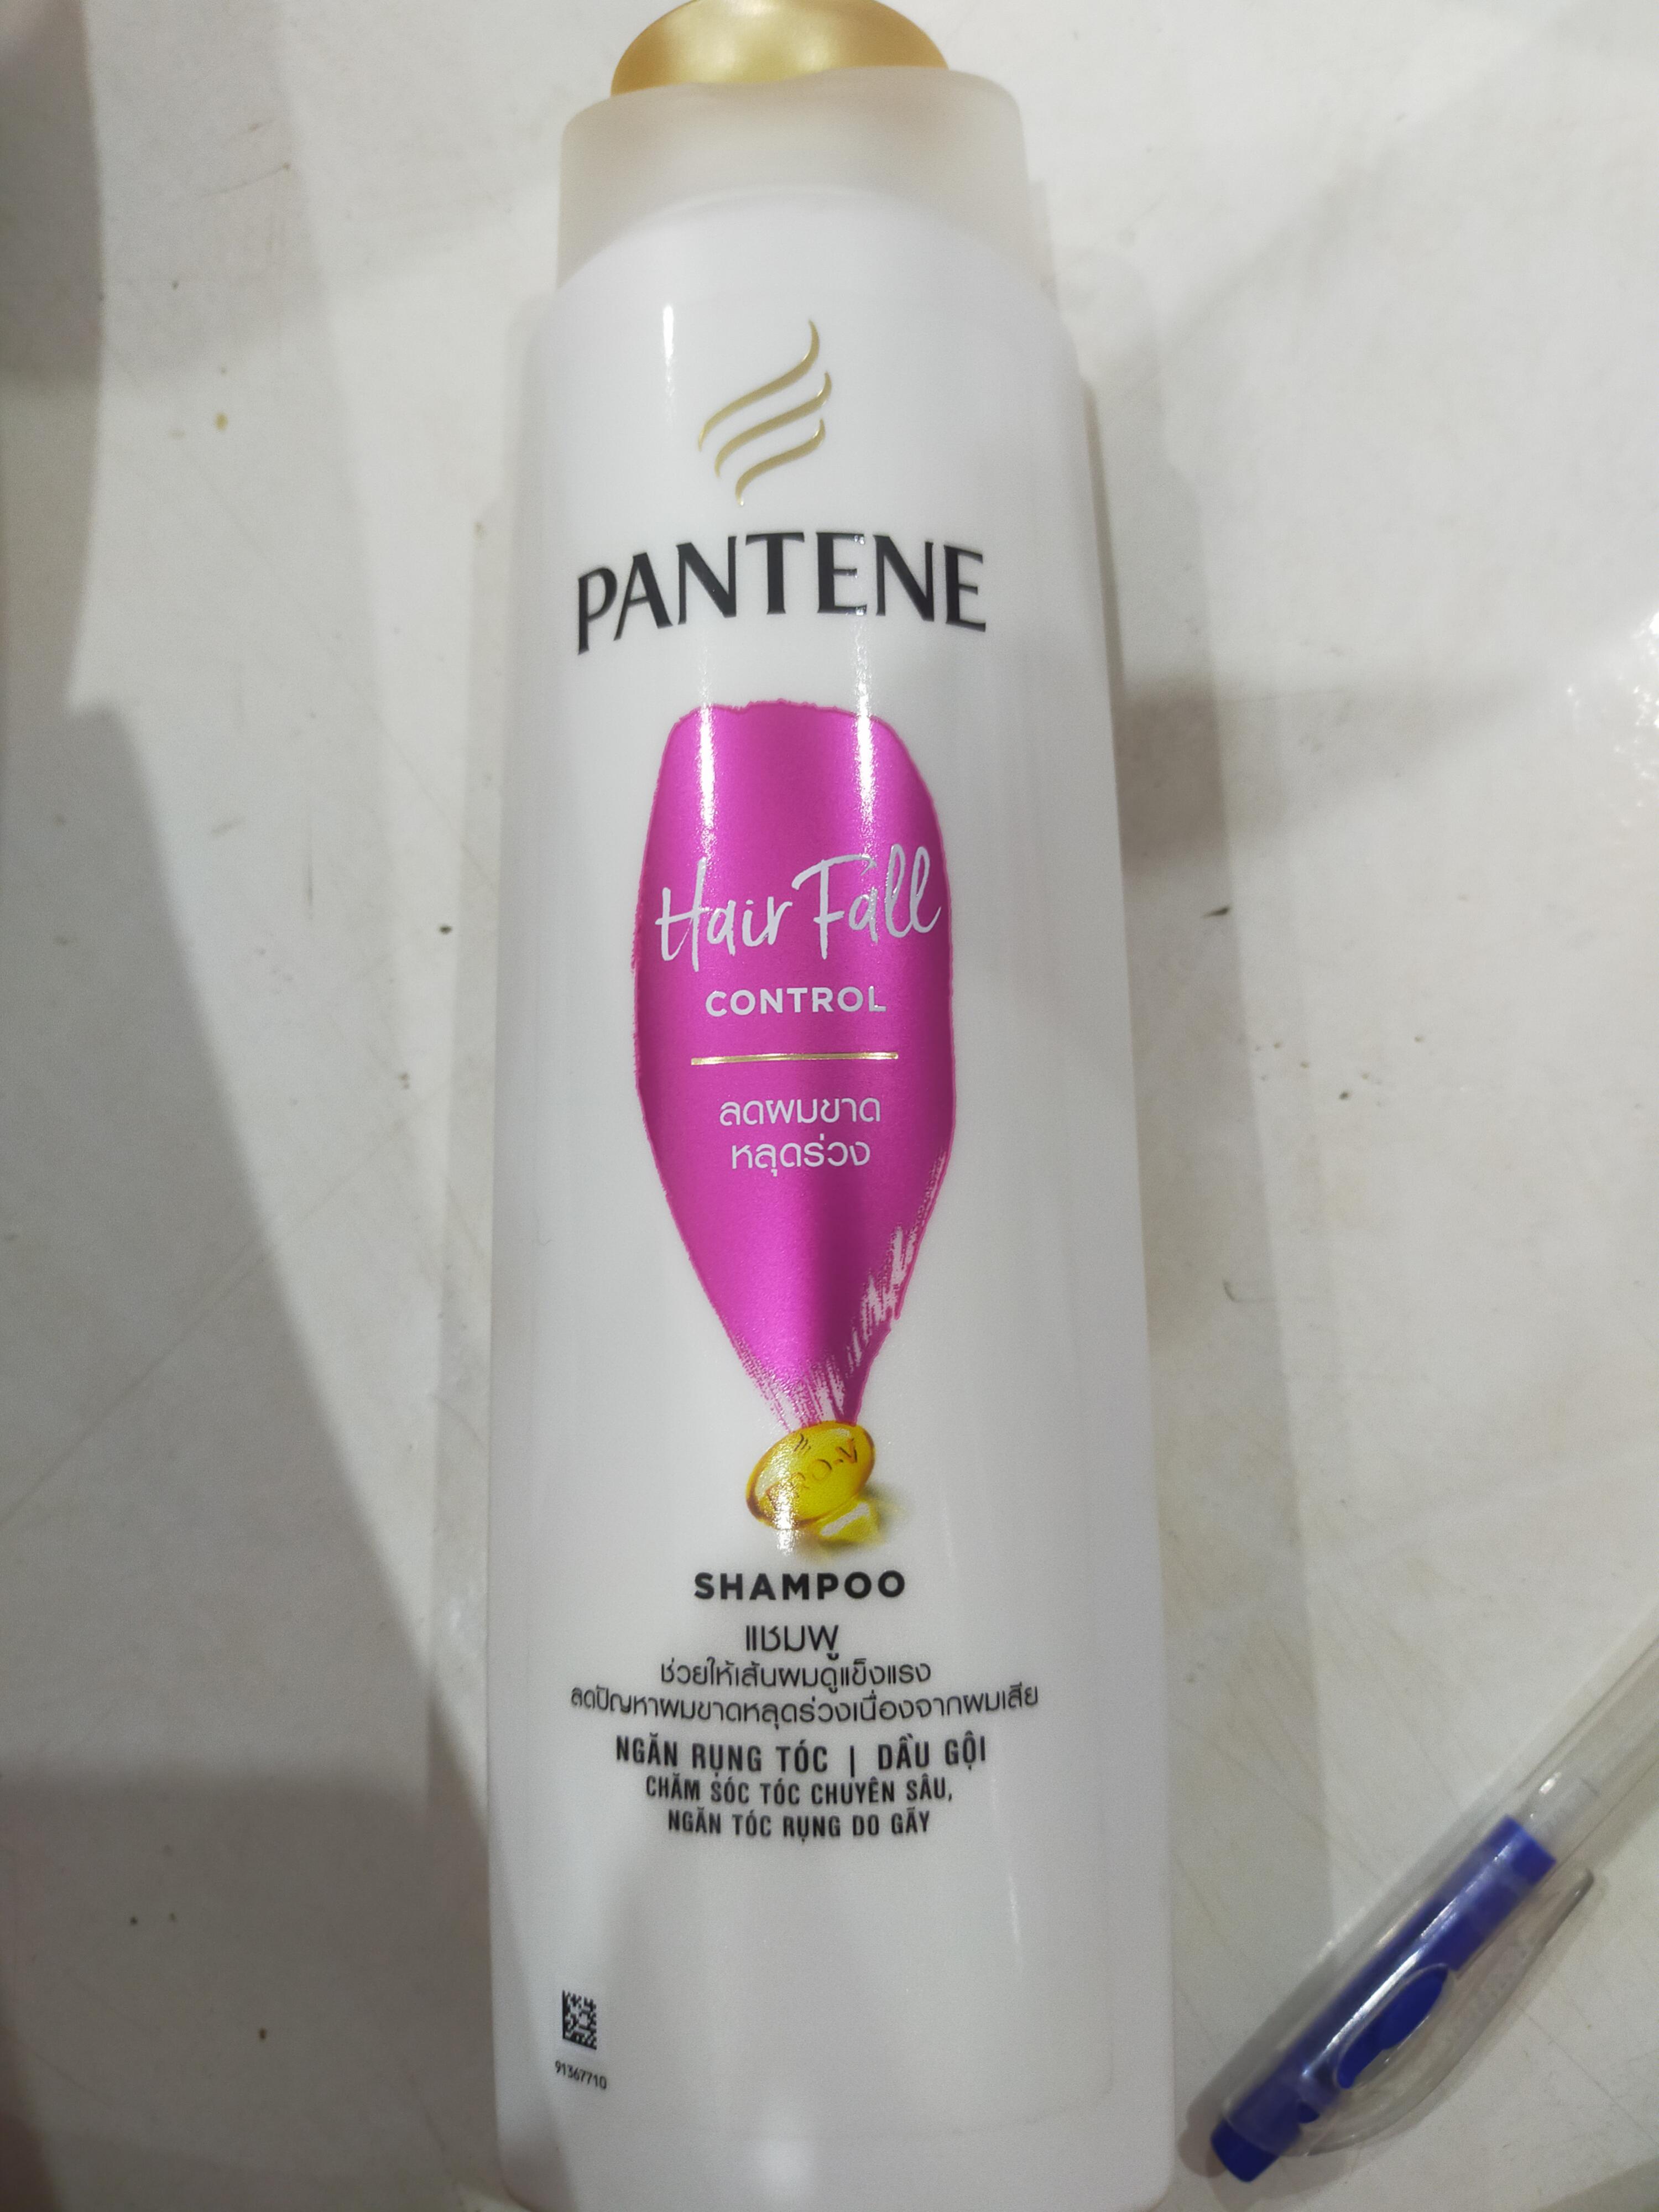 PANTENE
Hair Fall
CONTROL
ลดผมขาด
หลุดร่วง
PRO-V
SHAMPOO
แชมพู
ช่วยให้เส้นผมดูแข็งแรง
ลดปัญหาผมขาดหลุดร่วงเนื่องจากผมเสีย
NGĂN RỤNG TÓC | DẦU GỘI
CHĂM SÓC TÓC CHUYÊN SÂU,
NGĂN TÓC RỤNG DO GÃY
91367710